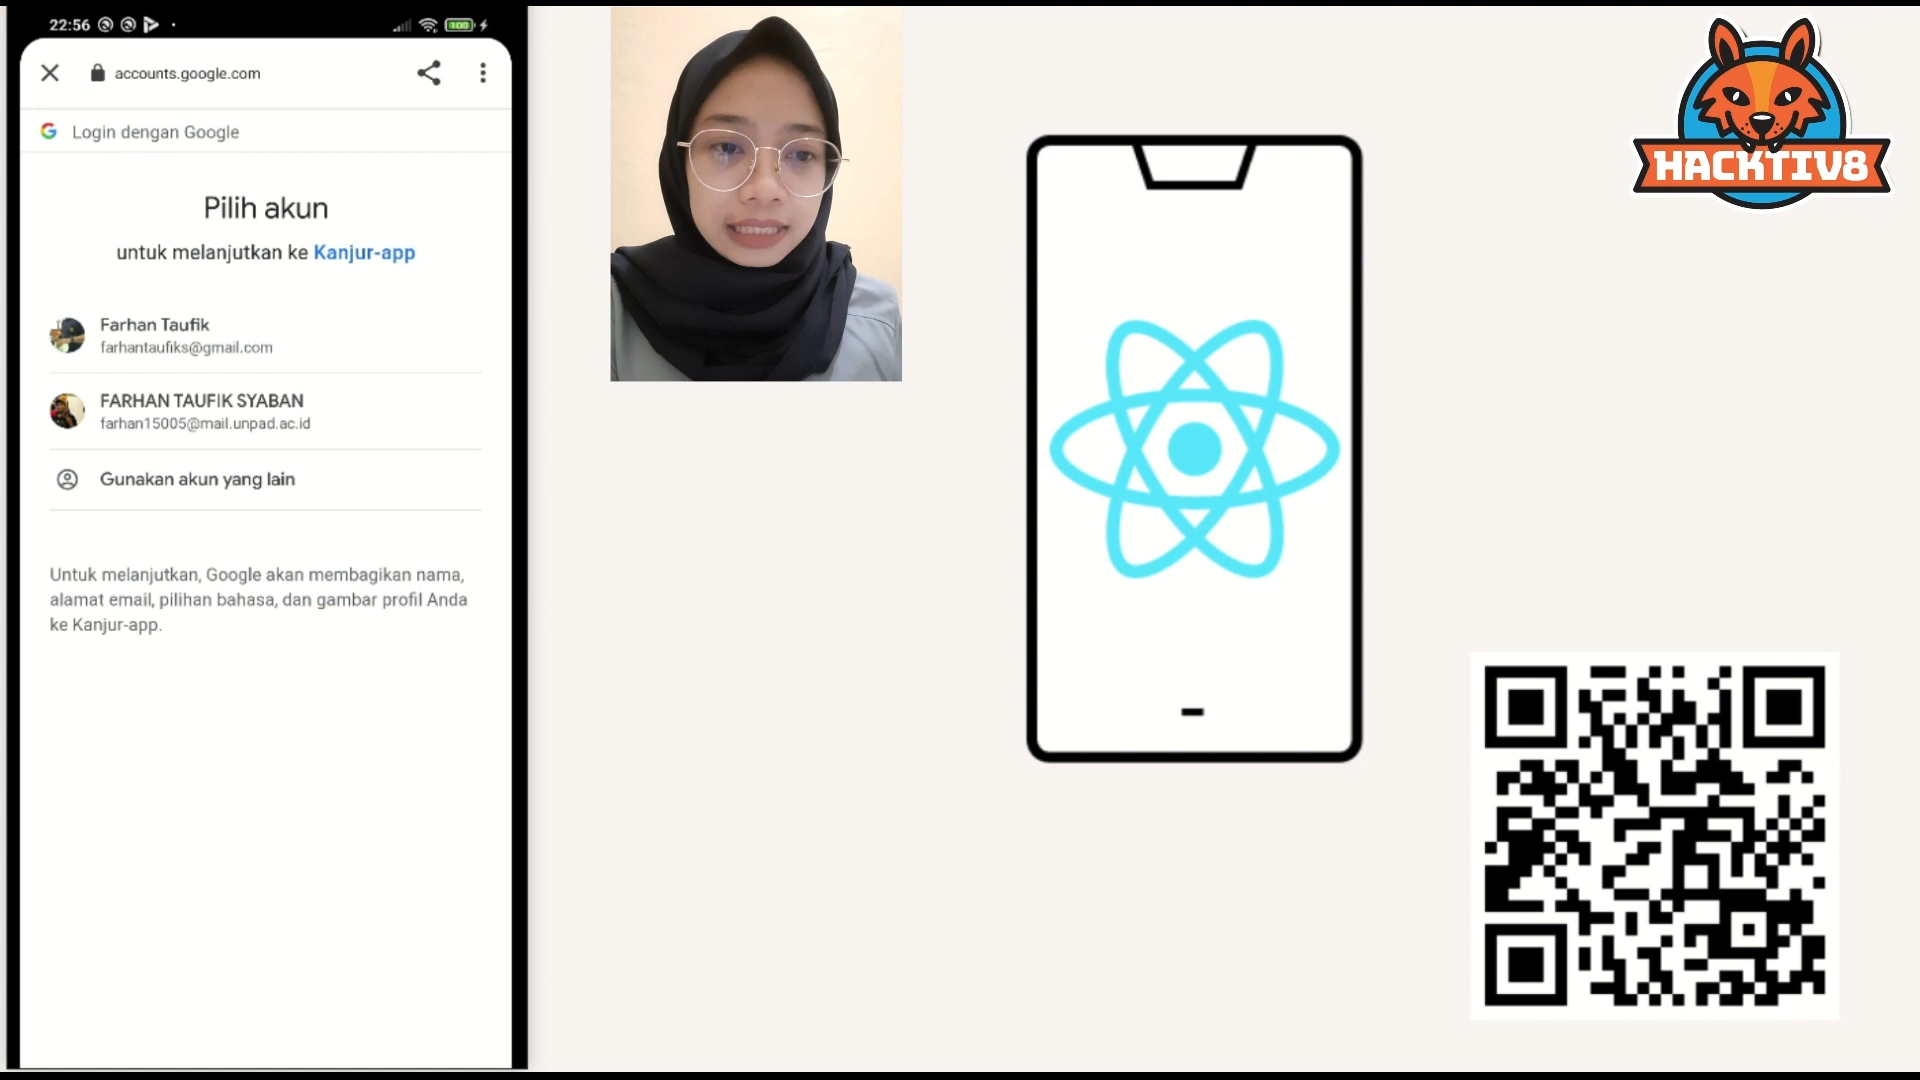 22:56
100
accounts.google.com
Login dengan Google
Pilih akun
untuk melanjutkan ke Kanjur-app
Farhan Taufik
farhantaufiks@gmail.com
FARHAN TAUFIK SYABAN
farhan15005@mail.unpad.ac.id
Gunakan akun yang lain
Untuk melanjutkan, Google akan membagikan nama,
alamat email, pilihan bahasa, dan gambar profil Anda
ke Kanjur-app.
HACKTIV8